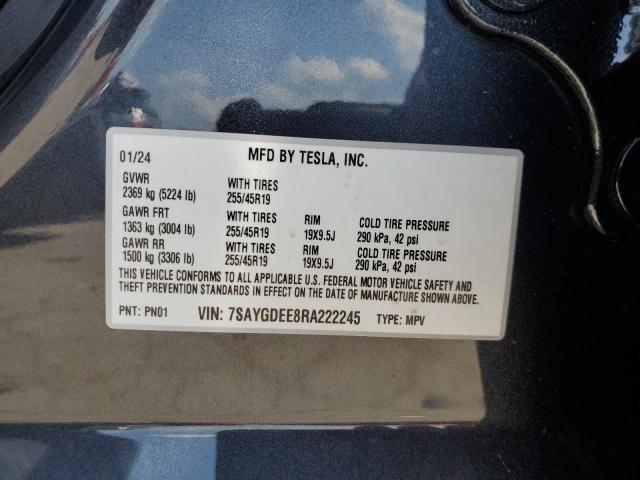 01/24 MFD BY TESLA, INC.
GVWR WITH TIRES
2369 kg (5224 lb) 255/45R19
GAWR FRT WITH TIRES RIM COLD TIRE PRESSURE
1363 kg (3004 lb) 255/45R19 19X9.5J 290 kPa, 42 psi
GAWR RR WITH TIRES RIM COLD TIRE PRESSURE
1500 kg (3306 lb) 255/45R19 19X9.5J 290 kPa, 42 psi
THIS VEHICLE CONFORMS TO ALL APPLICABLE U.S. FEDERAL MOTOR VEHICLE SAFETY AND
THEFT PREVENTION STANDARDS IN EFFECT ON THE DATE OF MANUFACTURE SHOWN ABOVE.
PNT: PN01 VIN: 7SAYGDEE8RA222245 TYPE: MPV